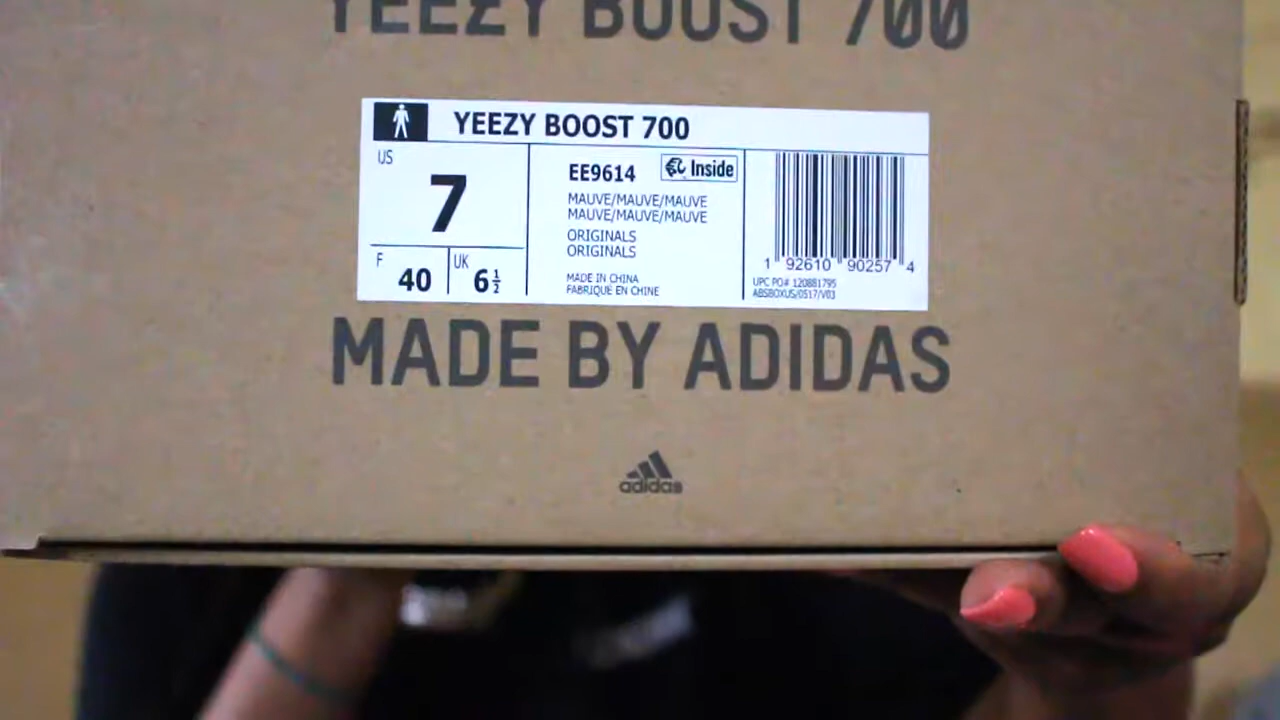 YEEZY BOOST 700
YEEZY BOOST 700
US
7
F
40
UK
6½
EE9614
Inside
MAUVE/MAUVE/MAUVE
MAUVE/MAUVE/MAUVE
ORIGINALS
ORIGINALS
MADE IN CHINA
FABRIQUÉ EN CHINE
1 92610 90257 4
UPC PO# 120881795
ABSBOXUS/0517/V03
MADE BY ADIDAS
adidas